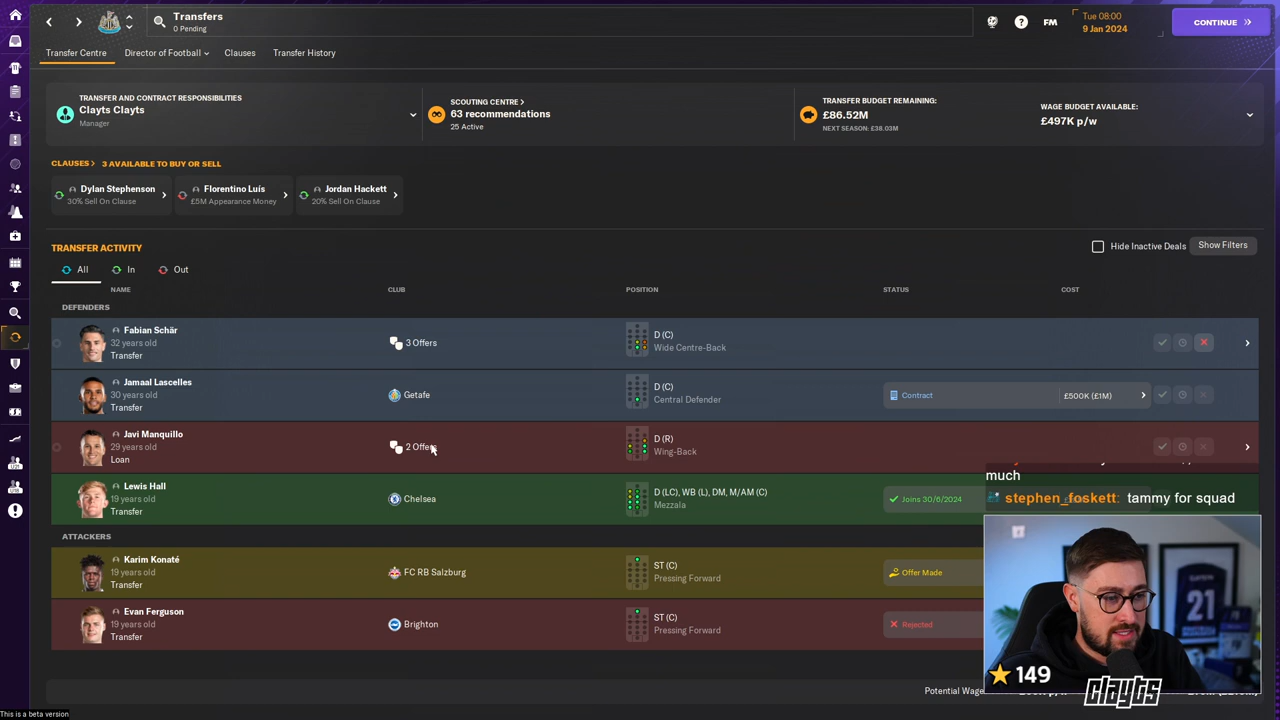 Transfers
0 Pending
FM
Tue 08:00
9 Jan 2024
CONTINUE
Transfer Centre
Director of Football
Clauses
Transfer History
TRANSFER AND CONTRACT RESPONSIBILITIES
Clayts Clayts
Manager
SCOUTING CENTRE >
63 recommendations
25 Active
TRANSFER BUDGET REMAINING:
£86.52M
NEXT SEASON: £38.03M
WAGE BUDGET AVAILABLE:
£497K p/w
CLAUSES > 3 AVAILABLE TO BUY OR SELL
Dylan Stephenson
30% Sell On Clause
Florentino Luís
£5M Appearance Money
Jordan Hackett
20% Sell On Clause
TRANSFER ACTIVITY
Hide Inactive Deals
Show Filters
All
In
Out
NAME
CLUB
POSITION
STATUS
COST
DEFENDERS
Fabian Schär
32 years old
Transfer
3 Offers
D (C)
Wide Centre-Back
Jamaal Lascelles
30 years old
Transfer
Getafe
D (C)
Central Defender
Contract
£500K (£1M)
Javi Manquillo
29 years old
Loan
2 Offers
D (R)
Wing-Back
much
Lewis Hall
19 years old
Transfer
Chelsea
D (LC), WB (L), DM, M/AM (C)
Mezzala
Joins 30/6/2024
stephen_foskett: tammy for squad
ATTACKERS
Karim Konaté
19 years old
Transfer
FC RB Salzburg
ST (C)
Pressing Forward
Offer Made
Evan Ferguson
19 years old
Transfer
Brighton
ST (C)
Pressing Forward
Rejected
21
149
clayts
Potential Wage
This is a beta version